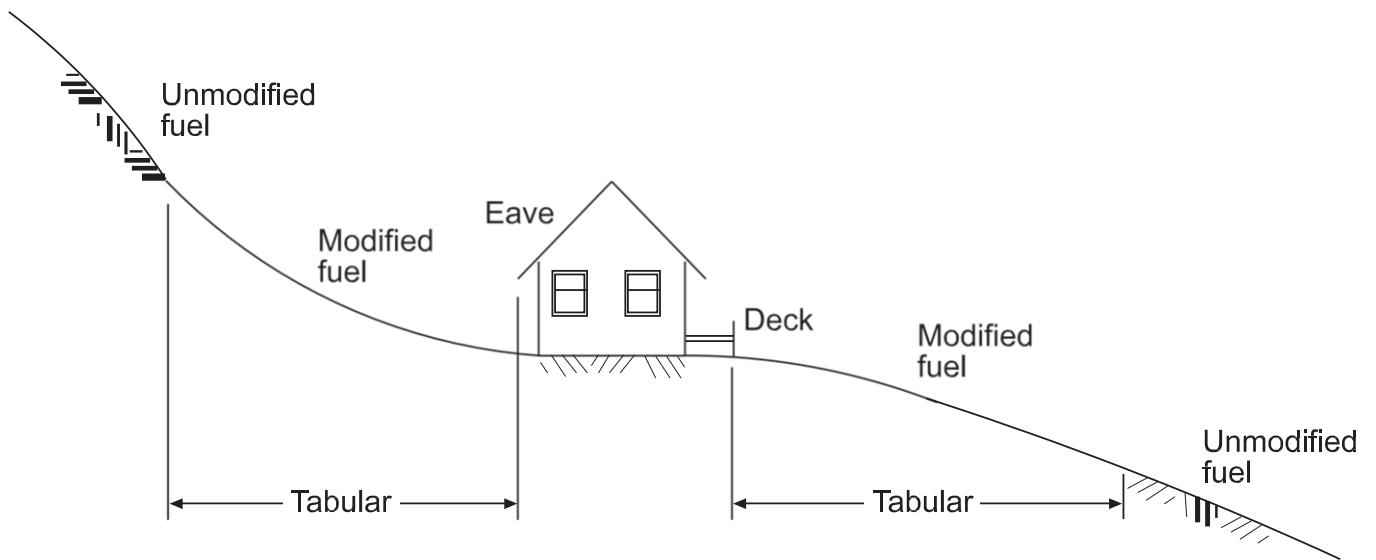 Unmodified
fuel
Eave
Modified
fuel
Deck
Modified
fuel
Unmodified
fuel
Tabular
Tabular